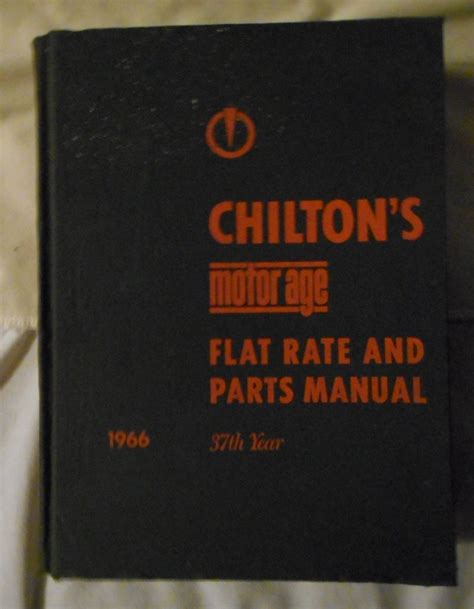 CHILTON'S
motor age
FLAT RATE AND
PARTS MANUAL
1966 37th Year